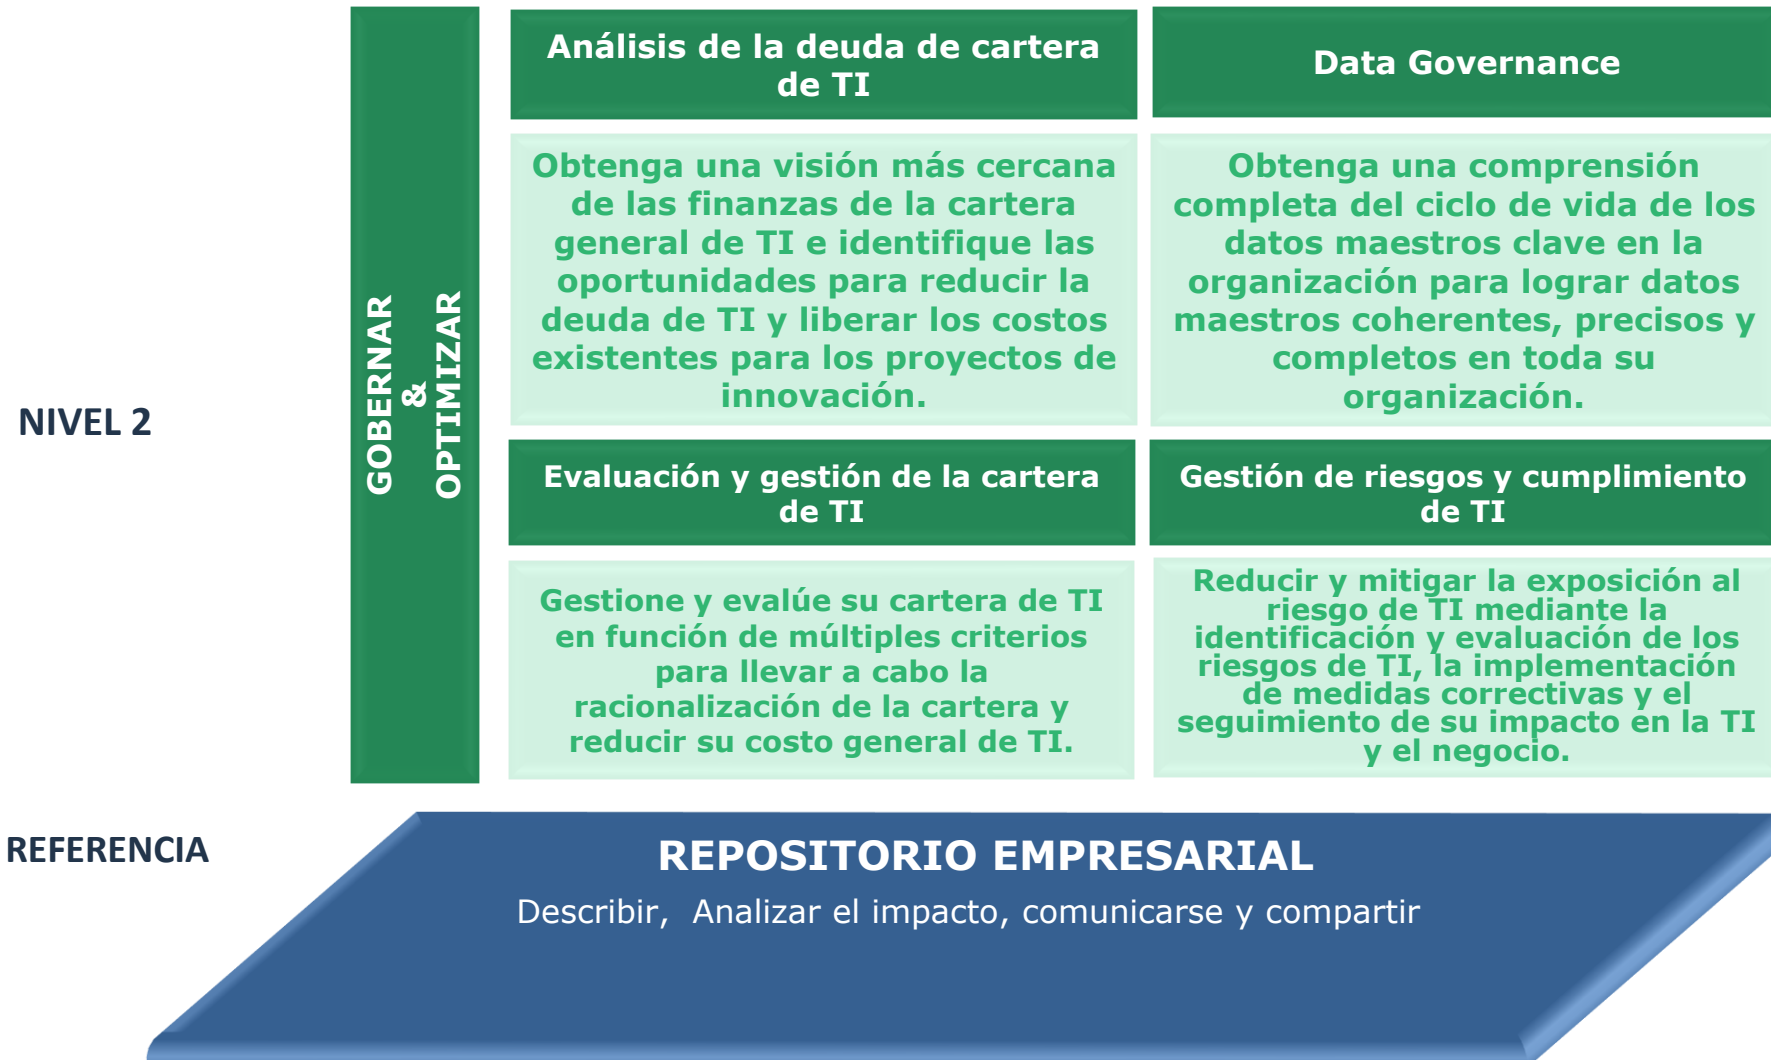 NIVEL 2
GOBERNAR
&
OPTIMIZAR
Análisis de la deuda de cartera
de TI
Data Governance
Obtenga una visión más cercana
de las finanzas de la cartera
general de TI e identifique las
oportunidades para reducir la
deuda de TI y liberar los costos
existentes para los proyectos de
innovación.
Obtenga una comprensión
completa del ciclo de vida de los
datos maestros clave en la
organización para lograr datos
maestros coherentes, precisos y
completos en toda su
organización.
Evaluación y gestión de la cartera
de TI
Gestión de riesgos y cumplimiento
de TI
Gestione y evalúe su cartera de TI
en función de múltiples criterios
para llevar a cabo la
racionalización de la cartera y
reducir su costo general de TI.
Reducir y mitigar la exposición al
riesgo de TI mediante la
identificación y evaluación de los
riesgos de TI, la implementación
de medidas correctivas y el
seguimiento de su impacto en la TI
y el negocio.
REFERENCIA
REPOSITORIO EMPRESARIAL
Describir,  Analizar el impacto, comunicarse y compartir